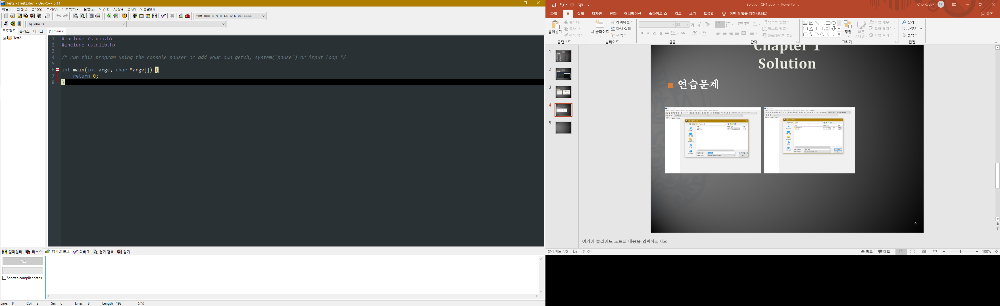 Test2 - [Test2.dev] - Dev-C++ 5.11
파일(F) 편집(E) 검색(S) 보기(V) 프로젝트(P) 실행(Z) 도구(T) AStyle 창(W) 도움말(H)
TDM-GCC 4.9.2 64-bit Release
(globals)
프로젝트 클래스 디버그
[*] main.c
Test2
1 #include <stdio.h>
2 #include <stdlib.h>
3
4 /* run this program using the console pauser or add your own getch, system("pause") or input loop */
5
6 int main(int argc, char *argv[]) {
7 return 0;
8 }
컴파일러 리소스 컴파일 로그 디버그 결과 검색 닫기
취소
Shorten compiler paths
Line: 8 Col: 2 Sel: 0 Lines: 8 Length: 198 삽입
Solution_CH1.pptx - PowerPoint
Cho Kyusik CK
파일 홈 삽입 디자인 전환 애니메이션 슬라이드 쇼 검토 보기 도움말 어떤 작업을 원하시나요? 공유
붙여넣기
잘라내기
복사
서식 복사
클립보드
새 슬라이드
레이아웃
다시 설정
구역
슬라이드
28
글꼴
텍스트 방향
텍스트 맞춤
SmartArt로 변환
단락
정렬
빠른 스타일
도형 채우기
도형 윤곽선
도형 효과
그리기
찾기
바꾸기
선택
편집
1
2
3
4
5
Chapter 1
Solution
연습문제
4
여기에 슬라이드 노트의 내용을 입력하십시오
슬라이드 4/5 한국어
메모 메모 100%